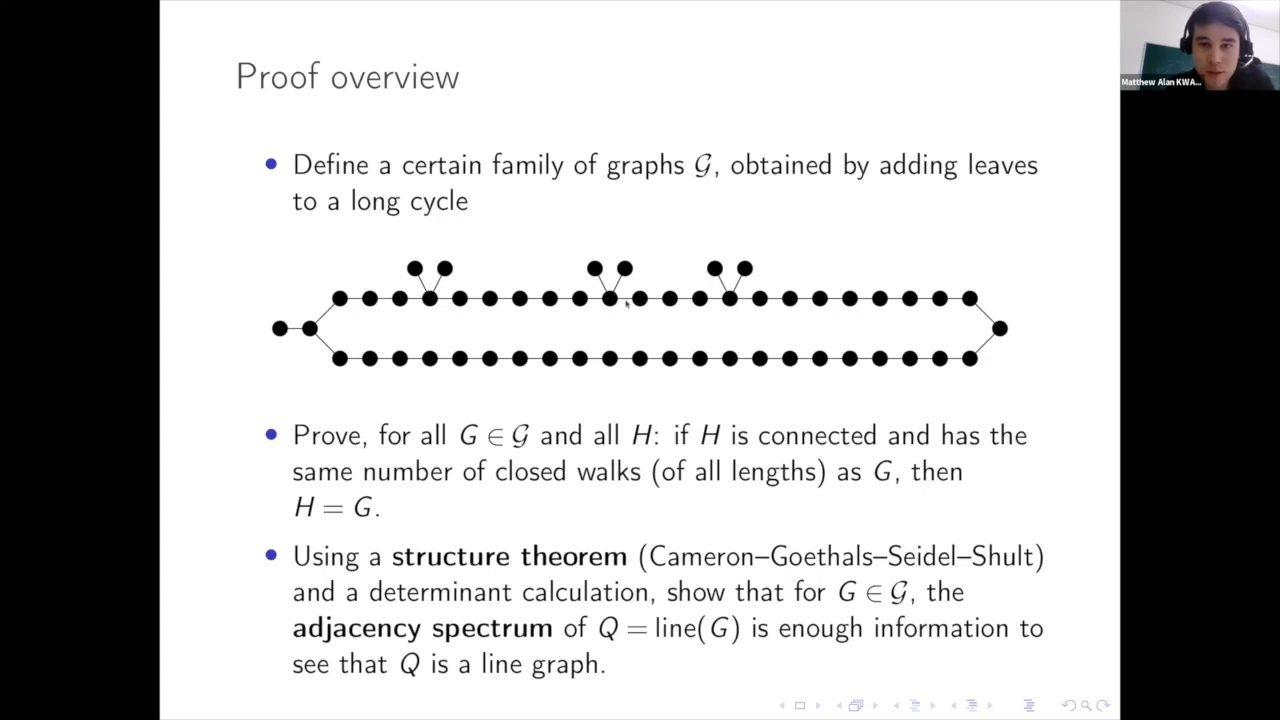 Proof overview
Matthew Alan KWA...
• Define a certain family of graphs 𝒢, obtained by adding leaves
to a long cycle
• Prove, for all G ∈ 𝒢 and all H: if H is connected and has the
same number of closed walks (of all lengths) as G, then
H = G.
• Using a structure theorem (Cameron–Goethals–Seidel–Shult)
and a determinant calculation, show that for G ∈ 𝒢, the
adjacency spectrum of Q = line(G) is enough information to
see that Q is a line graph.